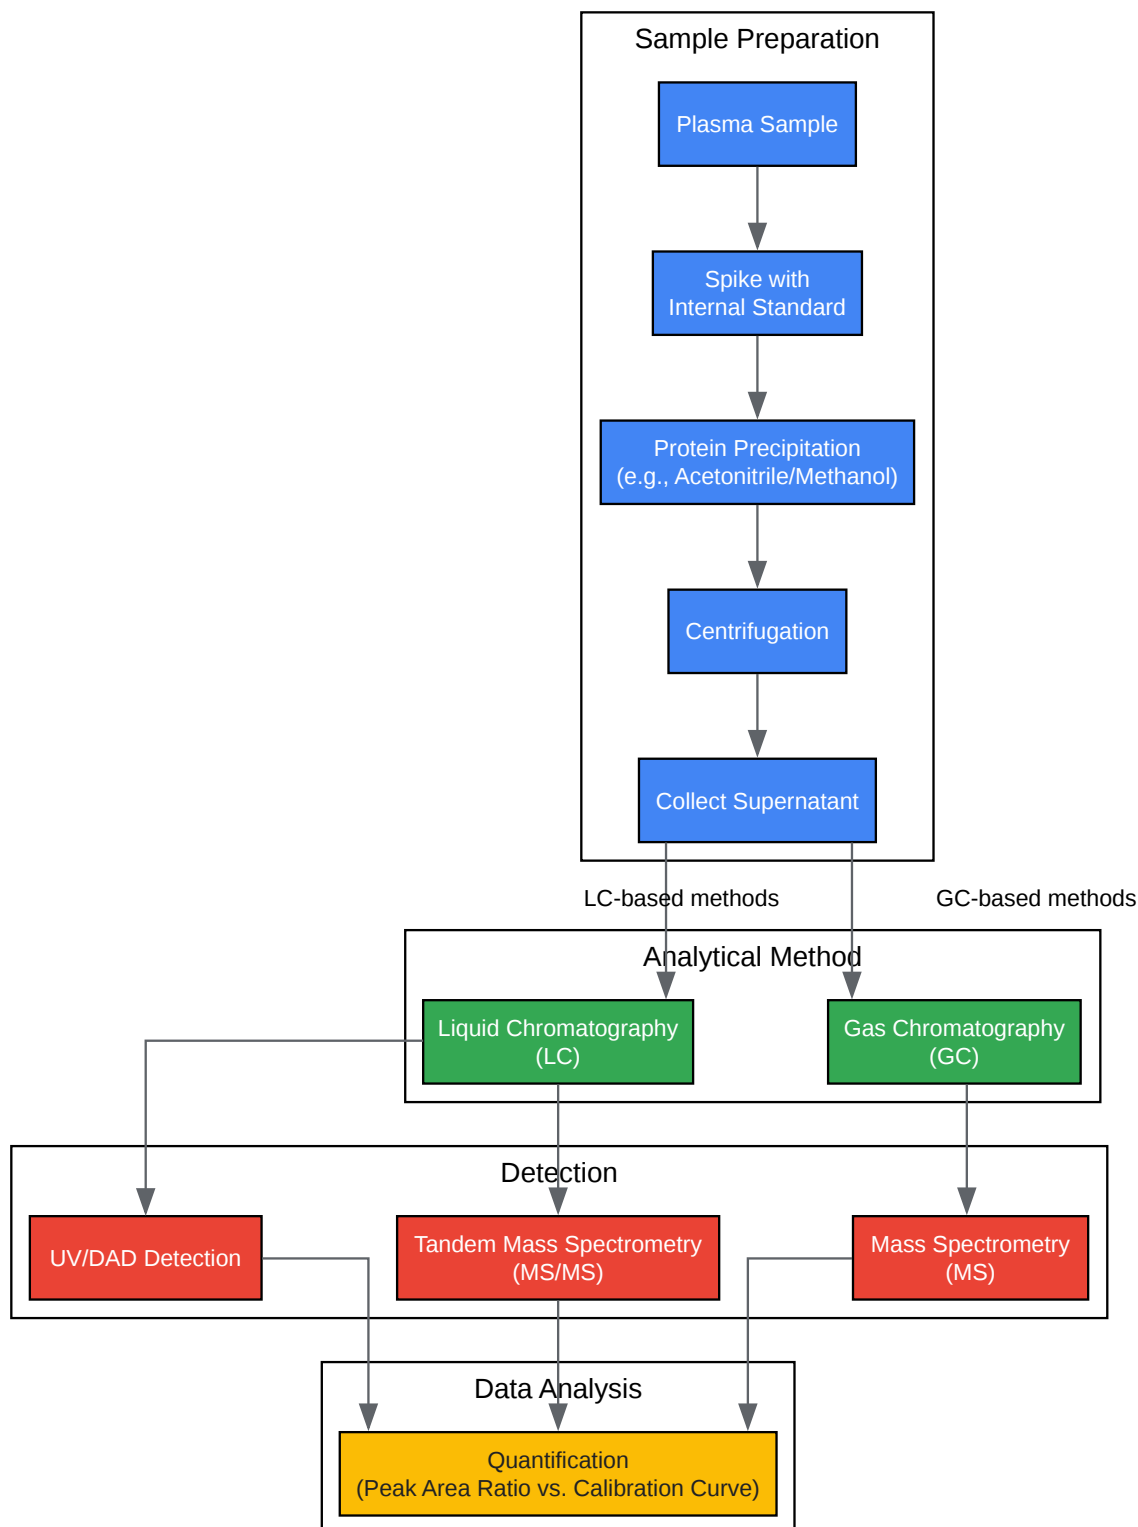 Sample Preparation
Plasma Sample
Spike with
Internal Standard
Protein Precipitation
(e.g., Acetonitrile/Methanol)
Centrifugation
Collect Supernatant
LC-based methods
GC-based methods
Analytical Method
Liquid Chromatography
(LC)
Gas Chromatography
(GC)
Detection
UV/DAD Detection
Tandem Mass Spectrometry
(MS/MS)
Mass Spectrometry
(MS)
Data Analysis
Quantification
(Peak Area Ratio vs. Calibration Curve)